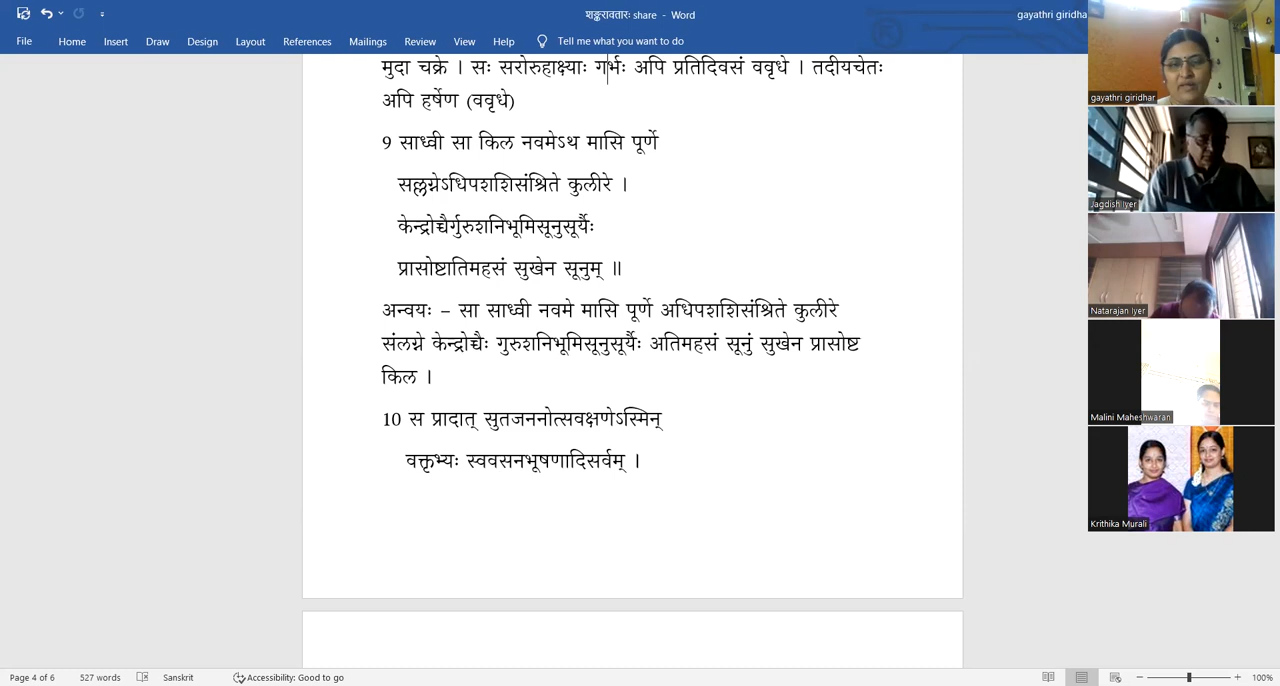 शङ्करावतारः share - Word
gayathri giridha
File Home Insert Draw Design Layout References Mailings Review View Help Tell me what you want to do
मुदा चक्रे । सः सरोरुहाक्ष्याः गर्भः अपि प्रतिदिवसं ववृधे । तदीयचेतः
अपि हर्षेण (ववृधे)
9 साध्वी सा किल नवमेऽथ मासि पूर्णे
सल्लग्नेऽधिपशशिसंश्रिते कुलीरे ।
केन्द्रोच्चैर्गुरुशनिभूमिसूनुसूर्यैः
प्रासोष्टातिमहसं सुखेन सूनुम् ॥
अन्वयः – सा साध्वी नवमे मासि पूर्णे अधिपशशिसंश्रिते कुलीरे
संलग्ने केन्द्रोच्चैः गुरुशनिभूमिसूनुसूर्यैः अतिमहसं सूनुं सुखेन प्रासोष्ट
किल ।
10 स प्रादात् सुतजननोत्सवक्षणेऽस्मिन्
वक्तृभ्यः स्ववसनभूषणादिसर्वम् ।
gayathri giridhar
Jagdish Iyer
Natarajan Iyer
Malini Maheshwaran
Krithika Murali
Page 4 of 6 527 words Sanskrit Accessibility: Good to go 100%